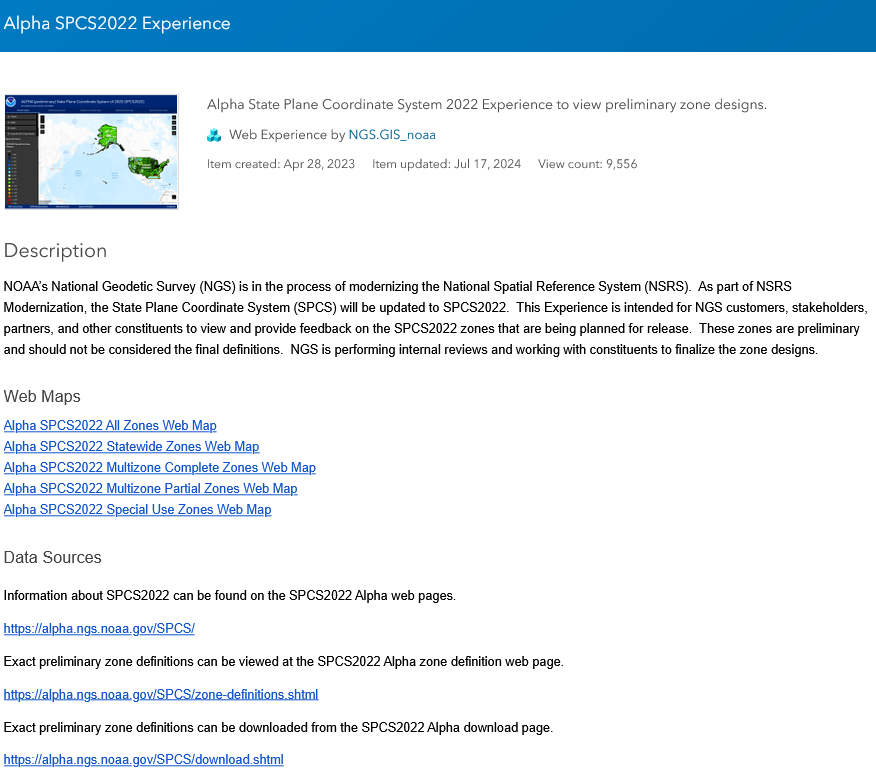 Alpha SPCS2022 Experience
ALPHA (preliminary) State Plane Coordinate System of 2022 (SPCS2022)
Alpha State Plane Coordinate System 2022 Experience to view preliminary zone designs.
Web Experience by NGS.GIS_noaa
Item created: Apr 28, 2023 Item updated: Jul 17, 2024 View count: 9,556
Description
NOAA's National Geodetic Survey (NGS) is in the process of modernizing the National Spatial Reference System (NSRS). As part of NSRS
Modernization, the State Plane Coordinate System (SPCS) will be updated to SPCS2022. This Experience is intended for NGS customers, stakeholders,
partners, and other constituents to view and provide feedback on the SPCS2022 zones that are being planned for release. These zones are preliminary
and should not be considered the final definitions. NGS is performing internal reviews and working with constituents to finalize the zone designs.
Web Maps
Alpha SPCS2022 All Zones Web Map
Alpha SPCS2022 Statewide Zones Web Map
Alpha SPCS2022 Multizone Complete Zones Web Map
Alpha SPCS2022 Multizone Partial Zones Web Map
Alpha SPCS2022 Special Use Zones Web Map
Data Sources
Information about SPCS2022 can be found on the SPCS2022 Alpha web pages.
https://alpha.ngs.noaa.gov/SPCS/
Exact preliminary zone definitions can be viewed at the SPCS2022 Alpha zone definition web page.
https://alpha.ngs.noaa.gov/SPCS/zone-definitions.shtml
Exact preliminary zone definitions can be downloaded from the SPCS2022 Alpha download page.
https://alpha.ngs.noaa.gov/SPCS/download.shtml